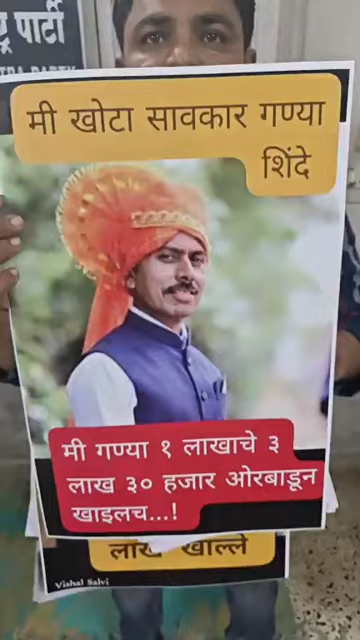 पार्टी
मी खोटा सावकार गण्या
शिंदे
मी गण्या १ लाखाचे ३
लाख ३० हजार ओरबाडून
खाइलच...!
लाख खाल्ले
Vishal Salvi